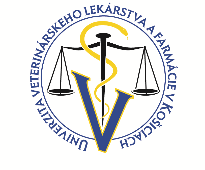 UNIVERZITA VETERINÁRSKEHO LEKÁRSTVA A FARMÁCIE V KOŠICIACH
V